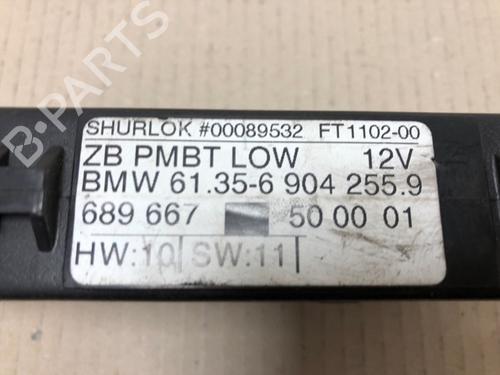 SHURLOK #00089532 FT1102-00
ZB PMBT LOW 12V
BMW 61.35-6 904 255.9
689 667 50 00 01
HW:10 SW:11
B-PARTS